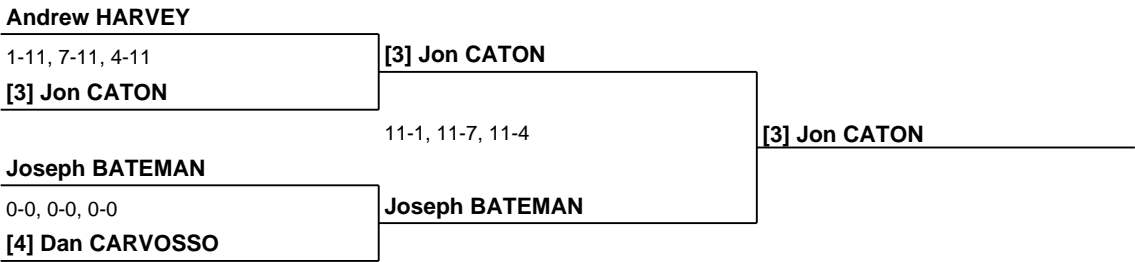 Andrew HARVEY
1-11, 7-11, 4-11
[3] Jon CATON
[3] Jon CATON
11-1, 11-7, 11-4
[3] Jon CATON
Joseph BATEMAN
0-0, 0-0, 0-0
Joseph BATEMAN
[4] Dan CARVOSSO